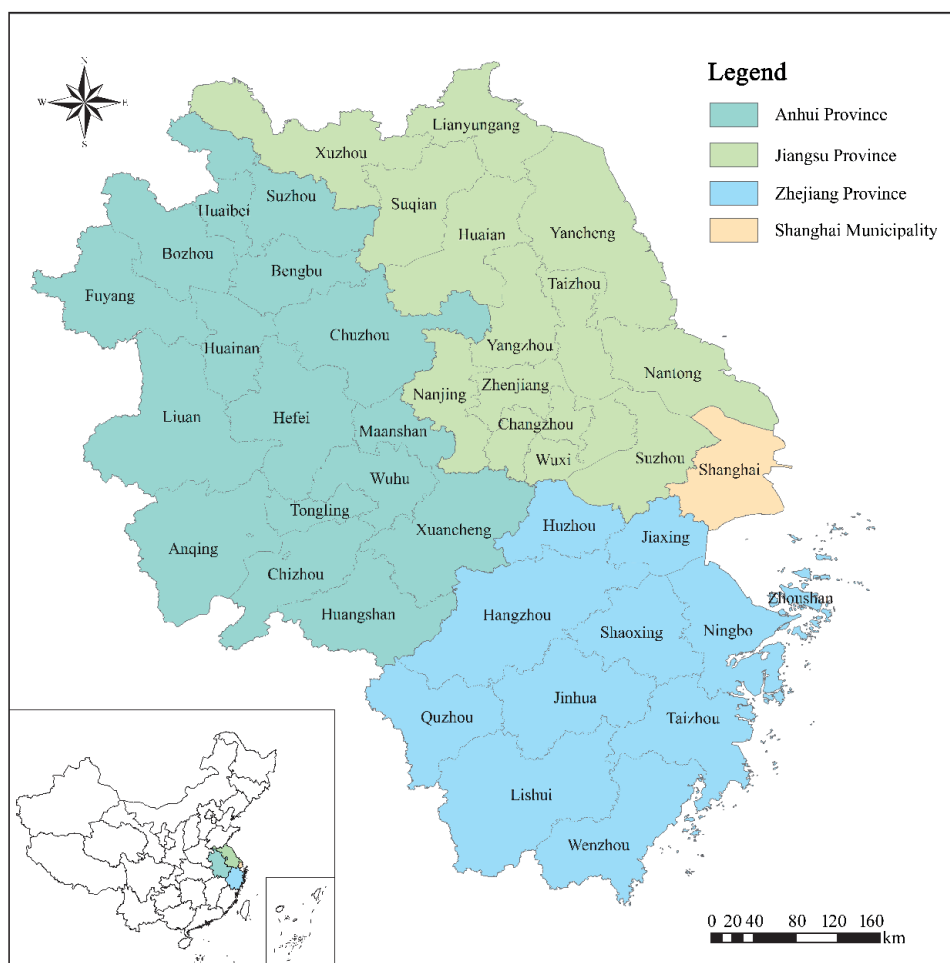 N
W
E
S
Legend
Anhui Province
Jiangsu Province
Zhejiang Province
Shanghai Municipality
Lianyungang
Xuzhou
Suzhou
Suqian
Huaibei
Huaian
Yancheng
Bozhou
Bengbu
Fuyang
Taizhou
Chuzhou
Huainan
Yangzhou
Nantong
Zhenjiang
Nanjing
Liuan
Hefei
Changzhou
Maanshan
Wuxi
Suzhou
Shanghai
Wuhu
Tongling
Xuancheng
Huzhou
Jiaxing
Anqing
Chizhou
Zhoushan
Huangshan
Hangzhou
Shaoxing
Ningbo
Jinhua
Quzhou
Taizhou
Lishui
Wenzhou
0 20 40 80 120 160
km